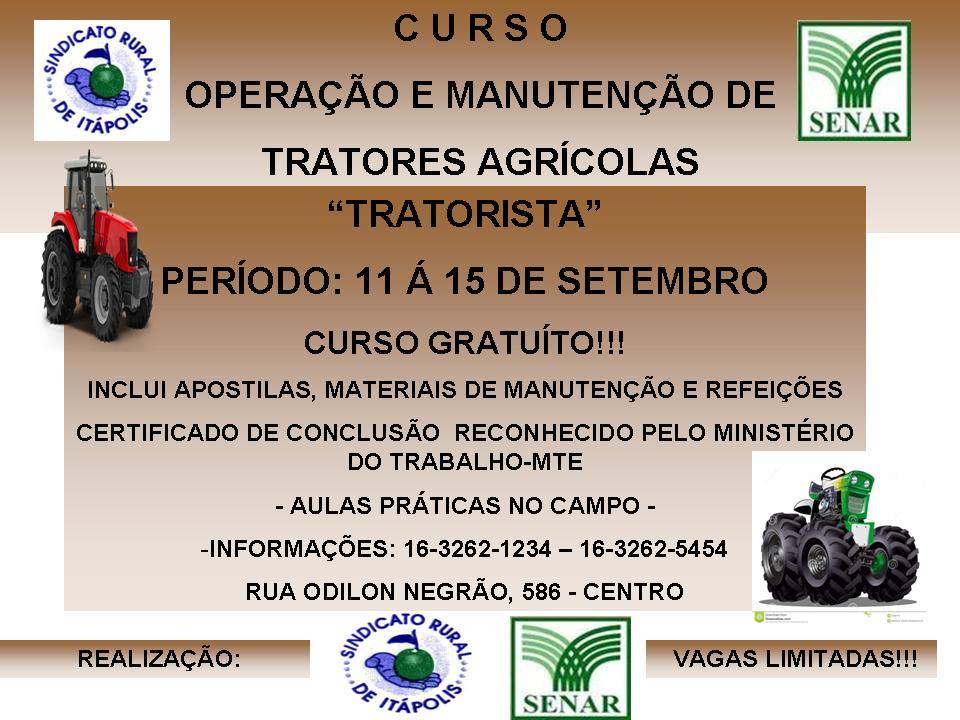 C U R S O
OPERAÇÃO E MANUTENÇÃO DE
TRATORES AGRÍCOLAS
SINDICATO RURAL
DE ITÁPOLIS
SENAR
“TRATORISTA”
PERÍODO: 11 Á 15 DE SETEMBRO
CURSO GRATUÍTO!!!
INCLUI APOSTILAS, MATERIAIS DE MANUTENÇÃO E REFEIÇÕES
CERTIFICADO DE CONCLUSÃO RECONHECIDO PELO MINISTÉRIO
DO TRABALHO-MTE
- AULAS PRÁTICAS NO CAMPO -
-INFORMAÇÕES: 16-3262-1234 – 16-3262-5454
RUA ODILON NEGRÃO, 586 - CENTRO
REALIZAÇÃO:
SINDICATO RURAL
DE ITÁPOLIS
SENAR
VAGAS LIMITADAS!!!